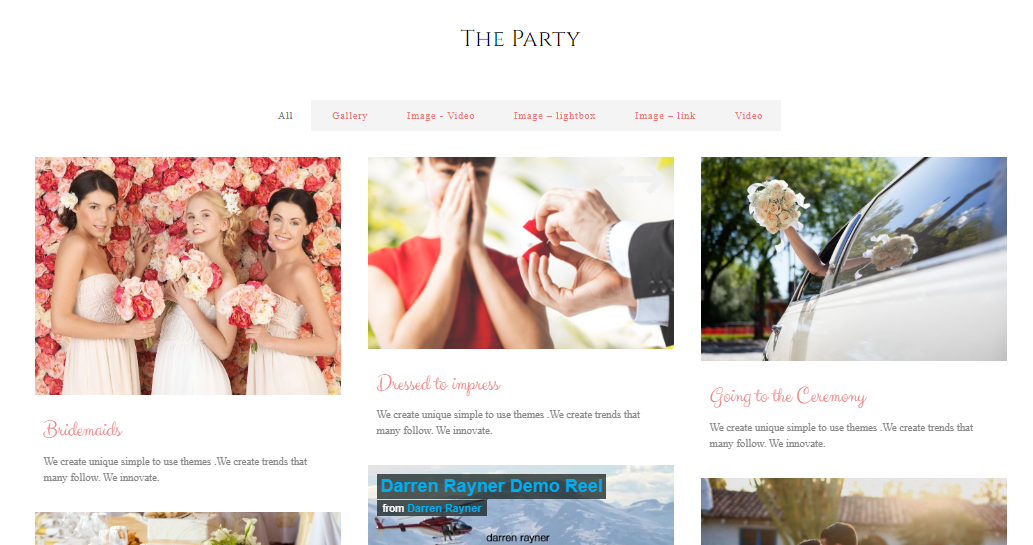 The Party
All
Gallery
Image - Video
Image – lightbox
Image – link
Video
Bridemaids
We create unique simple to use themes .We create trends that
many follow. We innovate.
Dressed to impress
We create unique simple to use themes .We create trends that
many follow. We innovate.
Darren Rayner Demo Reel
from Darren Rayner
darren rayner
Going to the Ceremony
We create unique simple to use themes .We create trends that
many follow. We innovate.